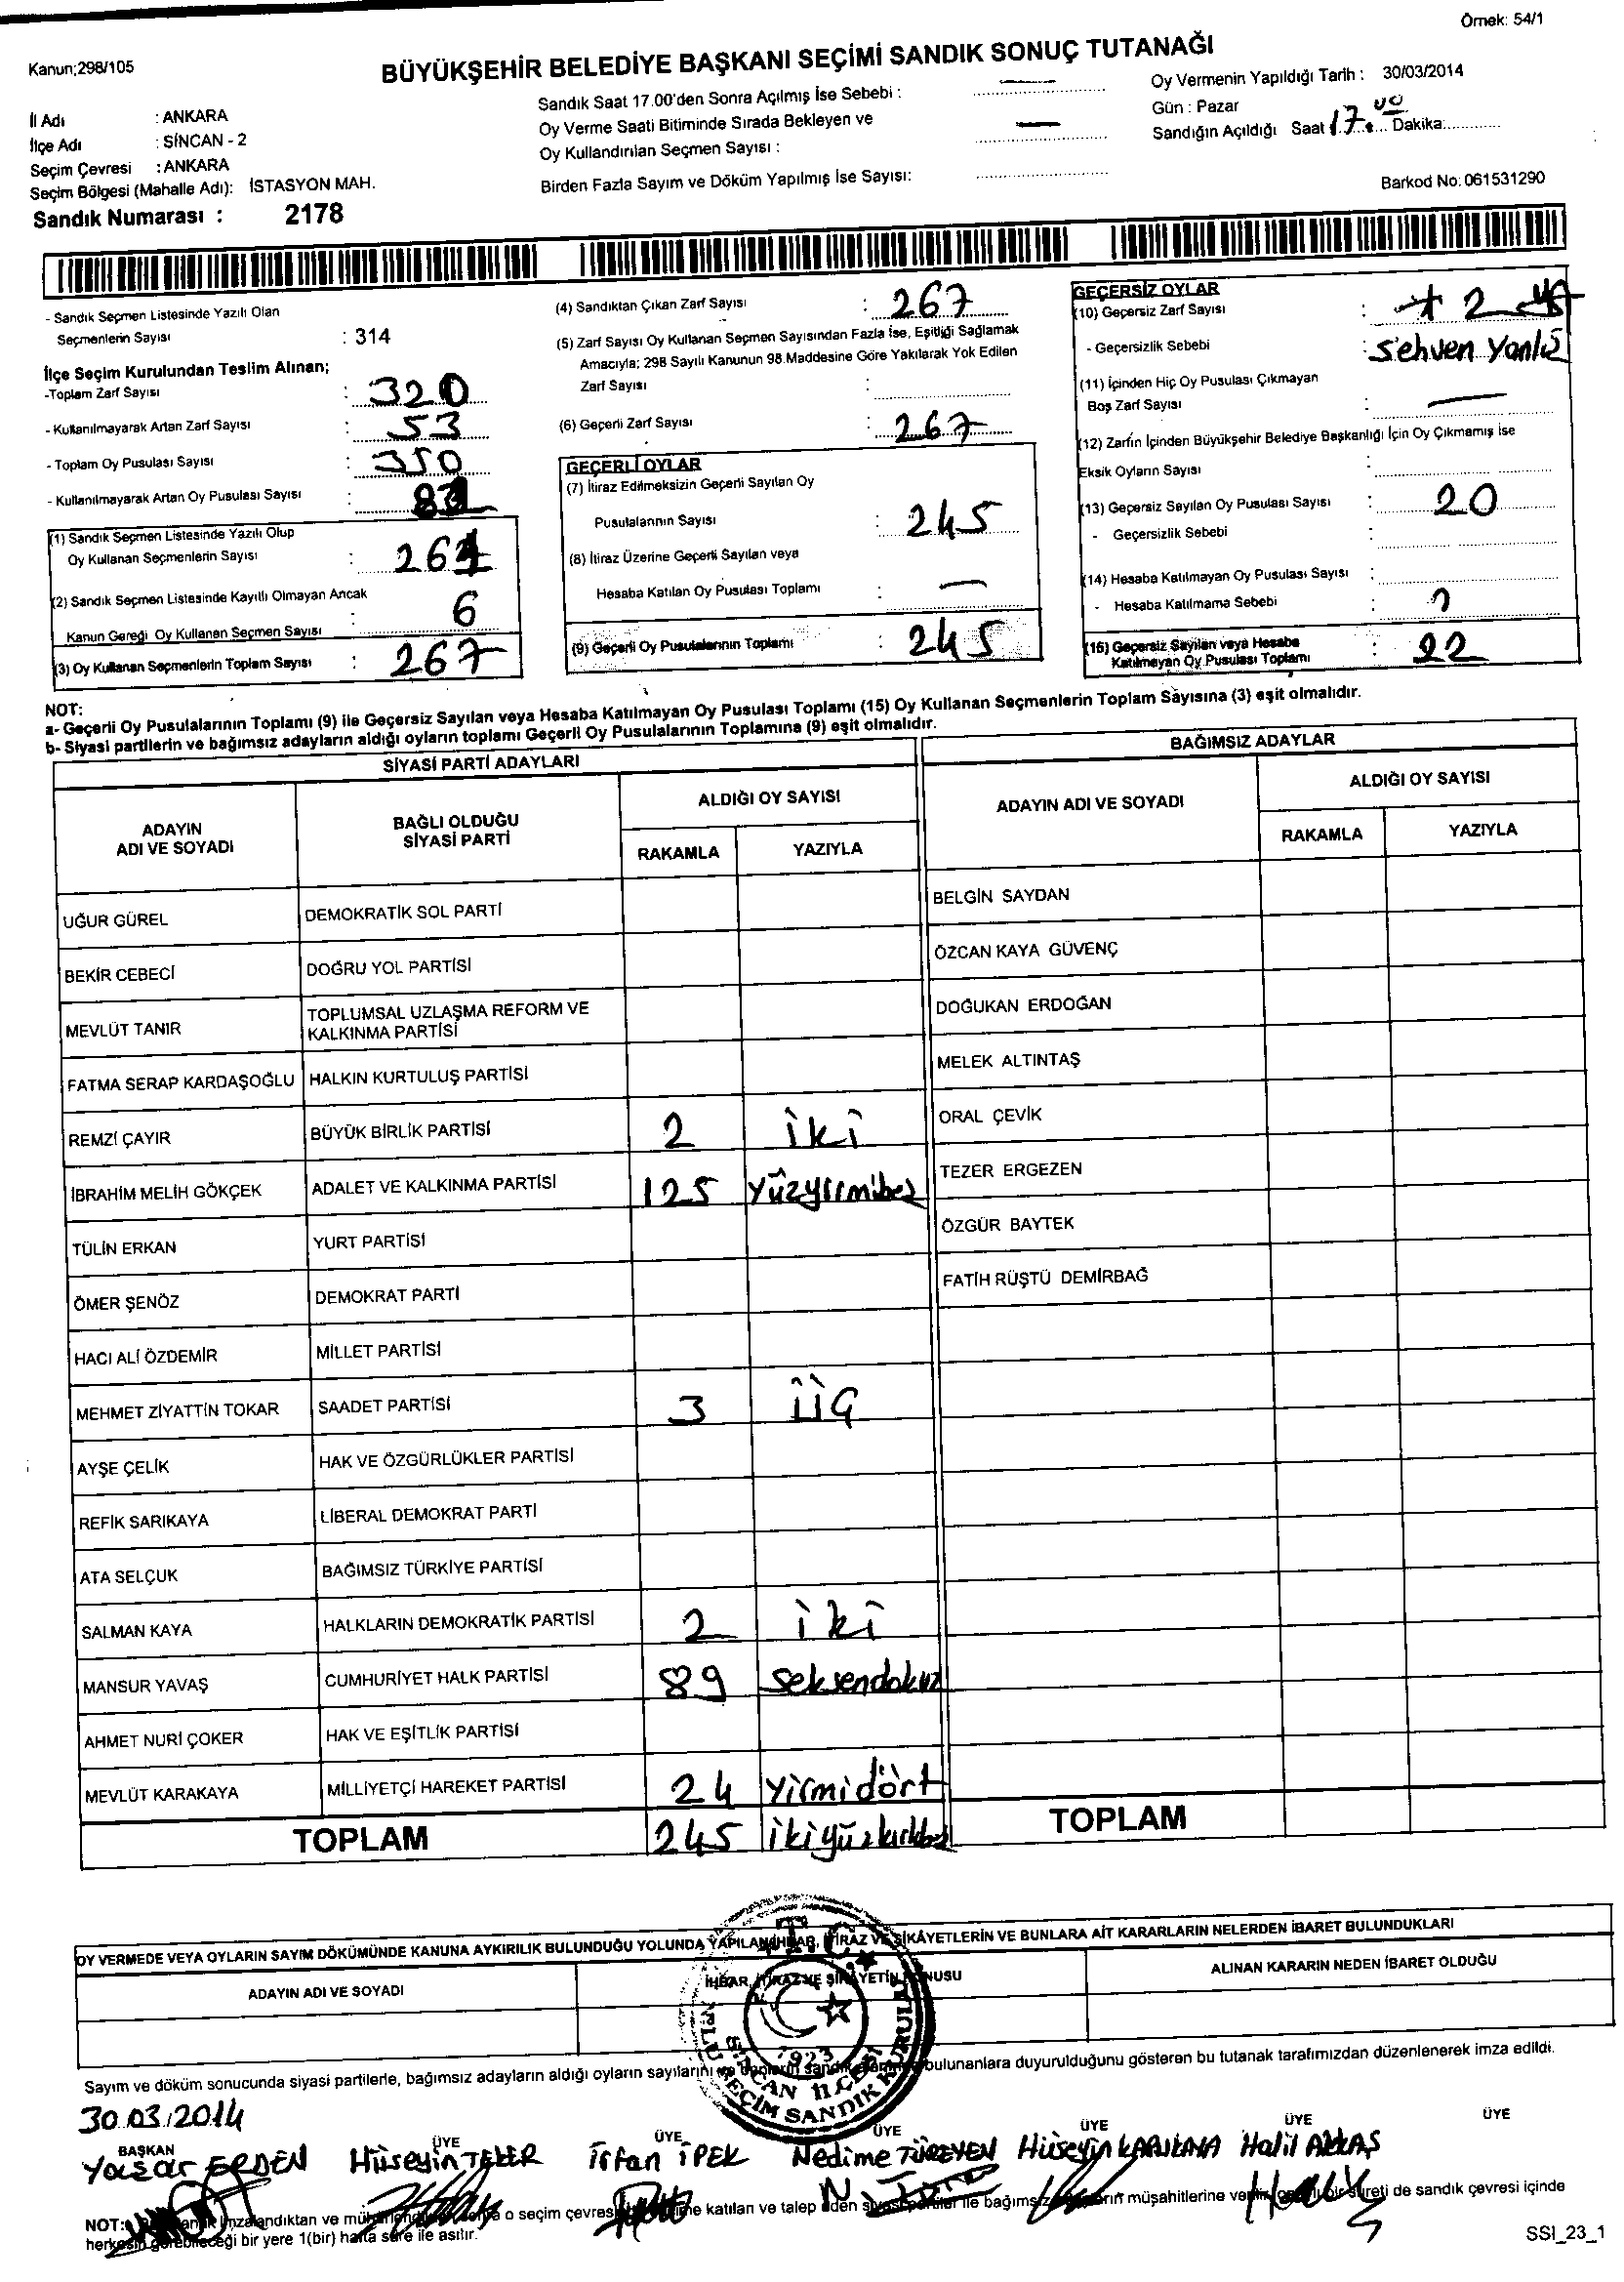 Örnek: 54/1
Kanun;298/105
BÜYÜKŞEHİR BELEDİYE BAŞKANI SEÇİMİ SANDIK SONUÇ TUTANAĞI
İl Adı : ANKARA
İlçe Adı : SİNCAN - 2
Seçim Çevresi : ANKARA
Seçim Bölgesi (Mahalle Adı): İSTASYON MAH.
Sandık Numarası : 2178
Sandık Saat 17.00'den Sonra Açılmış İse Sebebi : —
Oy Verme Saati Bitiminde Sırada Bekleyen ve
Oy Kullandırılan Seçmen Sayısı : —
Birden Fazla Sayım ve Döküm Yapılmış İse Sayısı:
Oy Vermenin Yapıldığı Tarih : 30/03/2014
Gün : Pazar
Sandığın Açıldığı Saat 17.00 Dakika:
Barkod No: 061531290
- Sandık Seçmen Listesinde Yazılı Olan
Seçmenlerin Sayısı : 314
İlçe Seçim Kurulundan Teslim Alınan;
-Toplam Zarf Sayısı : 320
- Kullanılmayarak Artan Zarf Sayısı : 53
- Toplam Oy Pusulası Sayısı : 350
- Kullanılmayarak Artan Oy Pusulası Sayısı :
(1) Sandık Seçmen Listesinde Yazılı Olup
Oy Kullanan Seçmenlerin Sayısı :
(2) Sandık Seçmen Listesinde Kayıtlı Olmayan Ancak
Kanun Gereği Oy Kullanan Seçmen Sayısı : 6
(3) Oy Kullanan Seçmenlerin Toplam Sayısı : 267
(4) Sandıktan Çıkan Zarf Sayısı : 267
(5) Zarf Sayısı Oy Kullanan Seçmen Sayısından Fazla İse, Eşitliği Sağlamak
Amacıyla; 298 Sayılı Kanunun 98.Maddesine Göre Yakılarak Yok Edilen
Zarf Sayısı :
(6) Geçerli Zarf Sayısı : 267
GEÇERLİ OYLAR
(7) İtiraz Edilmeksizin Geçerli Sayılan Oy
Pusulalarının Sayısı : 245
(8) İtiraz Üzerine Geçerli Sayılan veya
Hesaba Katılan Oy Pusulası Toplamı : —
(9) Geçerli Oy Pusulalarının Toplamı : 245
GEÇERSİZ OYLAR
(10) Geçersiz Zarf Sayısı : 2
- Geçersizlik Sebebi : Sehven
(11) İçinden Hiç Oy Pusulası Çıkmayan
Boş Zarf Sayısı : —
(12) Zarfın İçinden Büyükşehir Belediye Başkanlığı İçin Oy Çıkmamış ise
Eksik Oyların Sayısı :
(13) Geçersiz Sayılan Oy Pusulası Sayısı : 20
- Geçersizlik Sebebi :
(14) Hesaba Katılmayan Oy Pusulası Sayısı :
- Hesaba Katılmama Sebebi :
(15) Geçersiz Sayılan veya Hesaba
Katılmayan Oy Pusulası Toplamı : 22
NOT:
a- Geçerli Oy Pusulalarının Toplamı (9) ile Geçersiz Sayılan veya Hesaba Katılmayan Oy Pusulası Toplamı (15) Oy Kullanan Seçmenlerin Toplam Sayısına (3) eşit olmalıdır.
b- Siyasi partilerin ve bağımsız adayların aldığı oyların toplamı Geçerli Oy Pusulalarının Toplamına (9) eşit olmalıdır.
SİYASİ PARTİ ADAYLARI
ADAYIN
ADI VE SOYADI
BAĞLI OLDUĞU
SİYASİ PARTİ
ALDIĞI OY SAYISI
RAKAMLA YAZIYLA
UĞUR GÜREL DEMOKRATİK SOL PARTİ
BEKİR CEBECİ DOĞRU YOL PARTİSİ
MEVLÜT TANIR TOPLUMSAL UZLAŞMA REFORM VE
KALKINMA PARTİSİ
FATMA SERAP KARDAŞOĞLU HALKIN KURTULUŞ PARTİSİ
REMZİ ÇAYIR BÜYÜK BİRLİK PARTİSİ 2 iki
İBRAHİM MELİH GÖKÇEK ADALET VE KALKINMA PARTİSİ 125 yüzyirmibeş
TÜLİN ERKAN YURT PARTİSİ
ÖMER ŞENÖZ DEMOKRAT PARTİ
HACI ALİ ÖZDEMİR MİLLET PARTİSİ
MEHMET ZİYATTİN TOKAR SAADET PARTİSİ 3 üÇ
AYŞE ÇELİK HAK VE ÖZGÜRLÜKLER PARTİSİ
REFİK SARIKAYA LİBERAL DEMOKRAT PARTİ
ATA SELÇUK BAĞIMSIZ TÜRKİYE PARTİSİ
SALMAN KAYA HALKLARIN DEMOKRATİK PARTİSİ 2 iki
MANSUR YAVAŞ CUMHURİYET HALK PARTİSİ 89 seksendokuz
AHMET NURİ ÇOKER HAK VE EŞİTLİK PARTİSİ
MEVLÜT KARAKAYA MİLLİYETÇİ HAREKET PARTİSİ 24 yirmidört
TOPLAM 245 ikiyüzkırkbeş
BAĞIMSIZ ADAYLAR
ADAYIN ADI VE SOYADI
ALDIĞI OY SAYISI
RAKAMLA YAZIYLA
BELGİN SAYDAN
ÖZCAN KAYA GÜVENÇ
DOĞUKAN ERDOĞAN
MELEK ALTINTAŞ
ORAL ÇEVİK
TEZER ERGEZEN
ÖZGÜR BAYTEK
FATİH RÜŞTÜ DEMİRBAĞ
TOPLAM
OY VERMEDE VEYA OYLARIN SAYIM DÖKÜMÜNDE KANUNA AYKIRILIK BULUNDUĞU YOLUNDA YAPILAN İHBAR, İTİRAZ VE ŞİKÂYETLERİN VE BUNLARA AİT KARARLARIN NELERDEN İBARET BULUNDUKLARI
ADAYIN ADI VE SOYADI
İHBAR, İTİRAZ VE ŞİKÂYETİN KONUSU
ALINAN KARARIN NEDEN İBARET OLDUĞU
T.C.
1923
SİNCAN İLÇESİ
SEÇİM SANDIK KURULU
Sayım ve döküm sonucunda siyasi partilerle, bağımsız adayların aldığı oyların sayılarını bulunanlara duyurulduğunu gösteren bu tutanak tarafımızdan düzenlenerek imza edildi.
30.03.2014
BAŞKAN ÜYE ÜYE ÜYE ÜYE ÜYE ÜYE
Yaşar ERDEN Hüseyin TEKER İrfan İPEK Nedime TÜREYEN Hüseyin KARAKAYA Halil AKKAŞ
NOT: imzalandıktan ve o seçim çevresi katılan ve talep eden siyasi partiler ile bağımsız müşahitlerine bir sureti de sandık çevresi içinde
herkesin görebileceği bir yere 1(bir) hafta süre ile asılır.
SSI_23_1